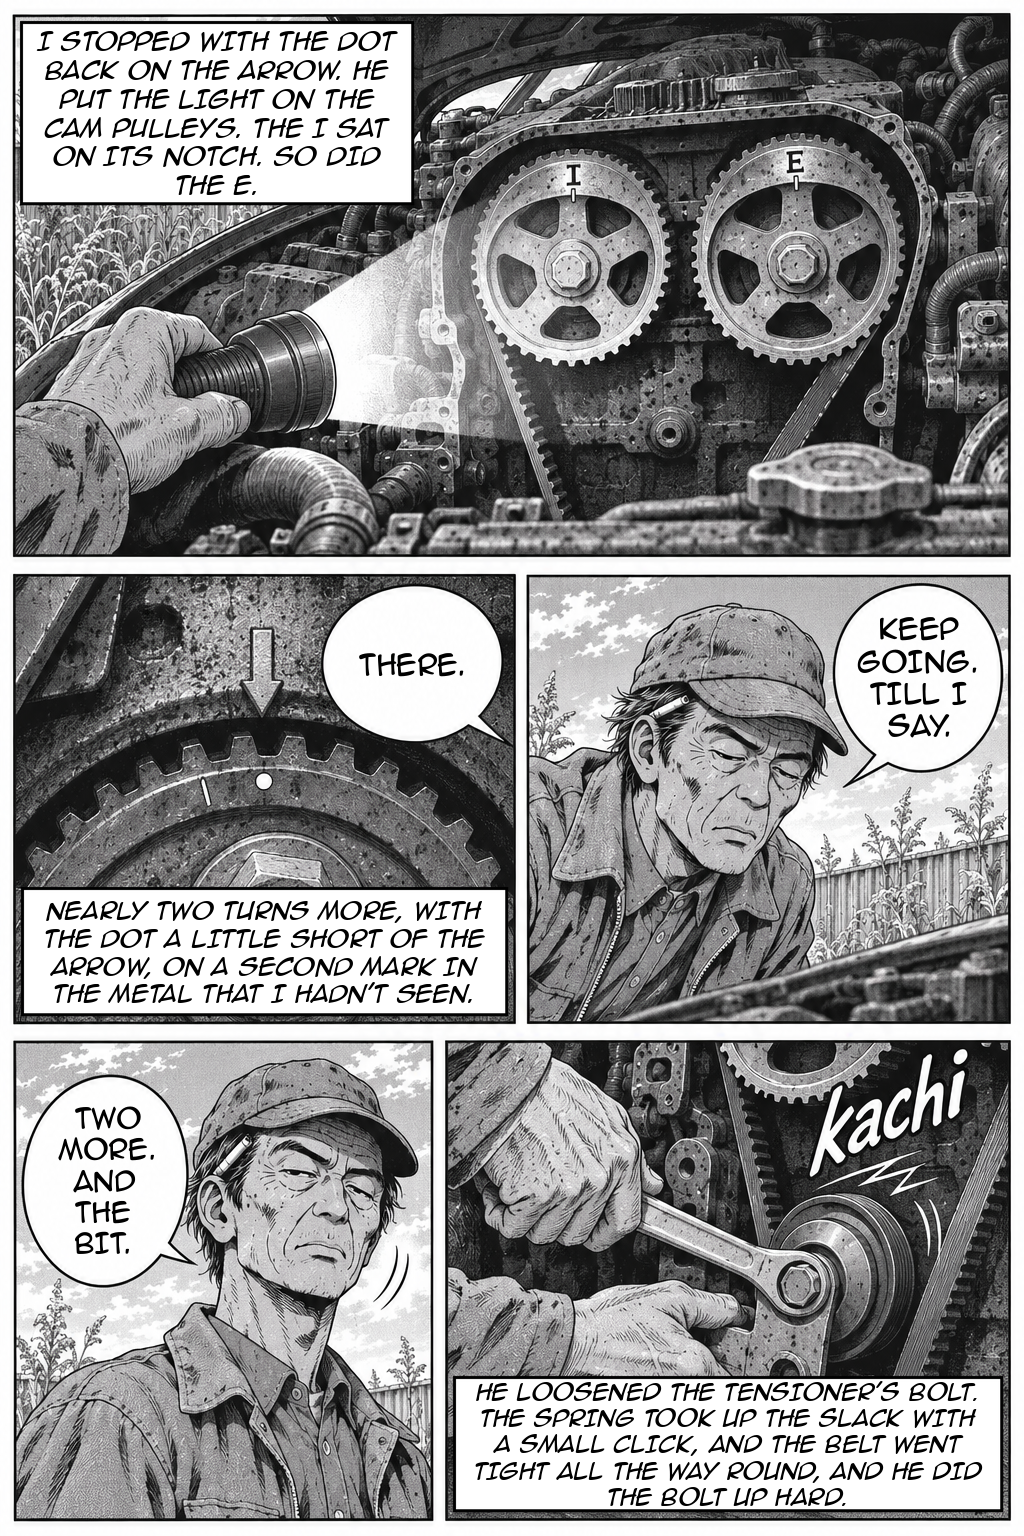 I STOPPED WITH THE DOT
BACK ON THE ARROW. HE
PUT THE LIGHT ON THE
CAM PULLEYS. THE I SAT
ON ITS NOTCH. SO DID
THE E.
I
E
THERE.
NEARLY TWO TURNS MORE, WITH
THE DOT A LITTLE SHORT OF THE
ARROW, ON A SECOND MARK IN
THE METAL THAT I HADN'T SEEN.
KEEP
GOING.
TILL I
SAY.
TWO
MORE.
AND
THE
BIT.
kachi
HE LOOSENED THE TENSIONER'S BOLT.
THE SPRING TOOK UP THE SLACK WITH
A SMALL CLICK, AND THE BELT WENT
TIGHT ALL THE WAY ROUND, AND HE DID
THE BOLT UP HARD.